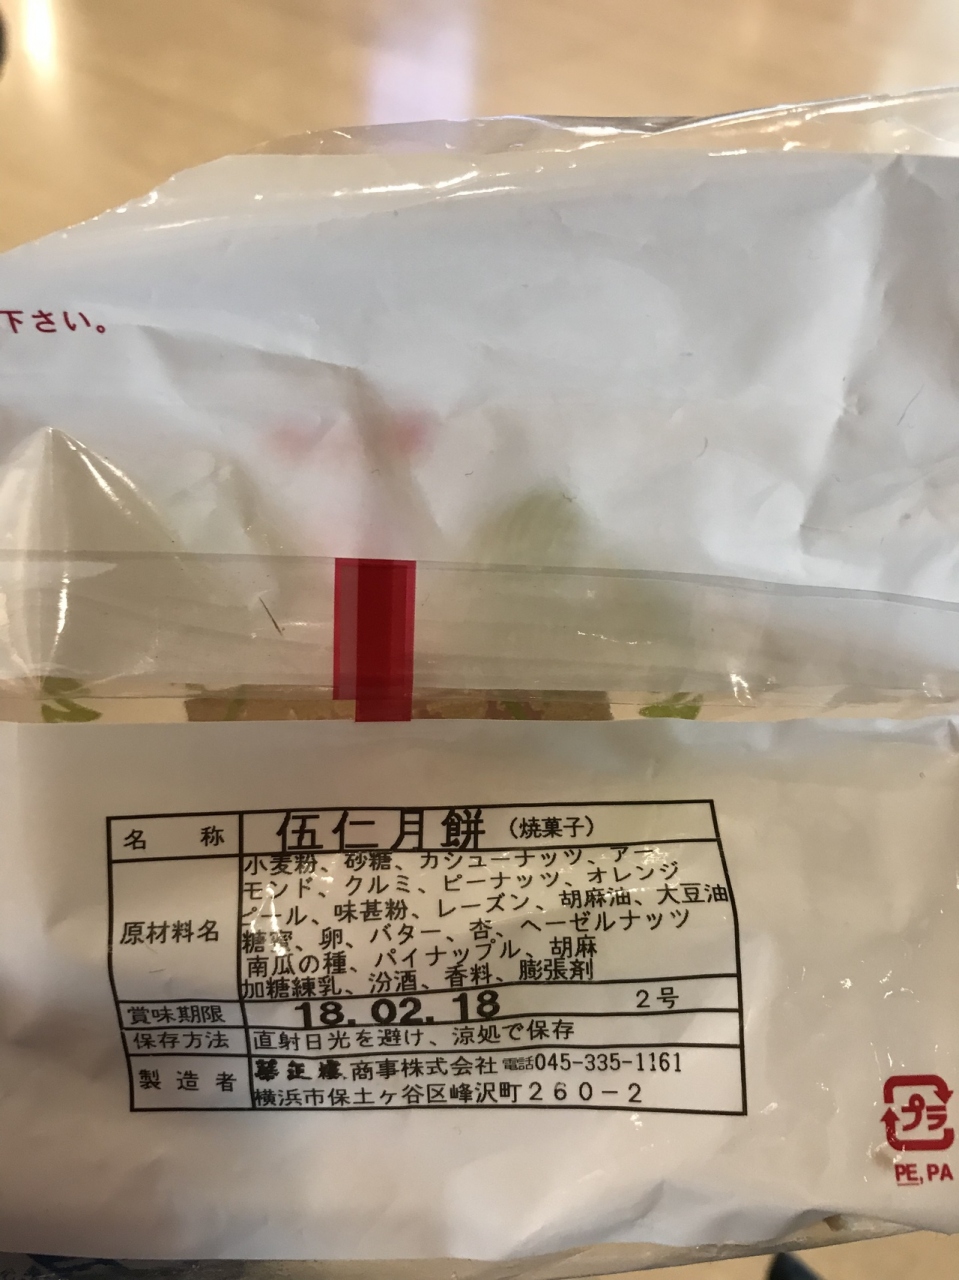 下さい。
名称 伍仁月餅（焼菓子）
原材料名
小麦粉、砂糖、カシューナッツ、アー
モンド、クルミ、ピーナッツ、オレンジ
ピール、味甚粉、レーズン、胡麻油、大豆油
糖蜜、卵、バター、杏、ヘーゼルナッツ
南瓜の種、パイナップル、胡麻
加糖練乳、汾酒、香料、膨張剤
賞味期限 18.02.18 2号
保存方法 直射日光を避け、涼処で保存
製造者 華正樓商事株式会社 電話045-335-1161
横浜市保土ヶ谷区峰沢町260-2
プラ
PE, PA